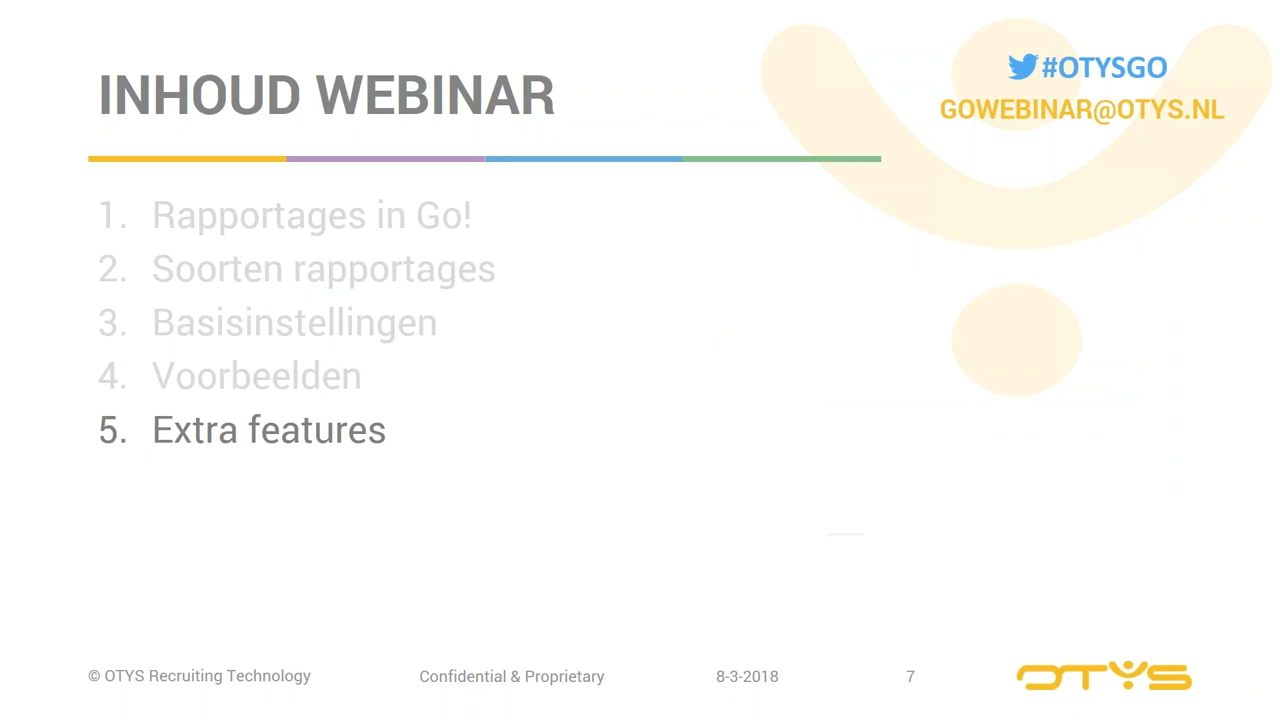 INHOUD WEBINAR
#OTYSGO
GOWEBINAR@OTYS.NL
1. Rapportages in Go!
2. Soorten rapportages
3. Basisinstellingen
4. Voorbeelden
5. Extra features
© OTYS Recruiting Technology
Confidential & Proprietary
8-3-2018
7
OTYS